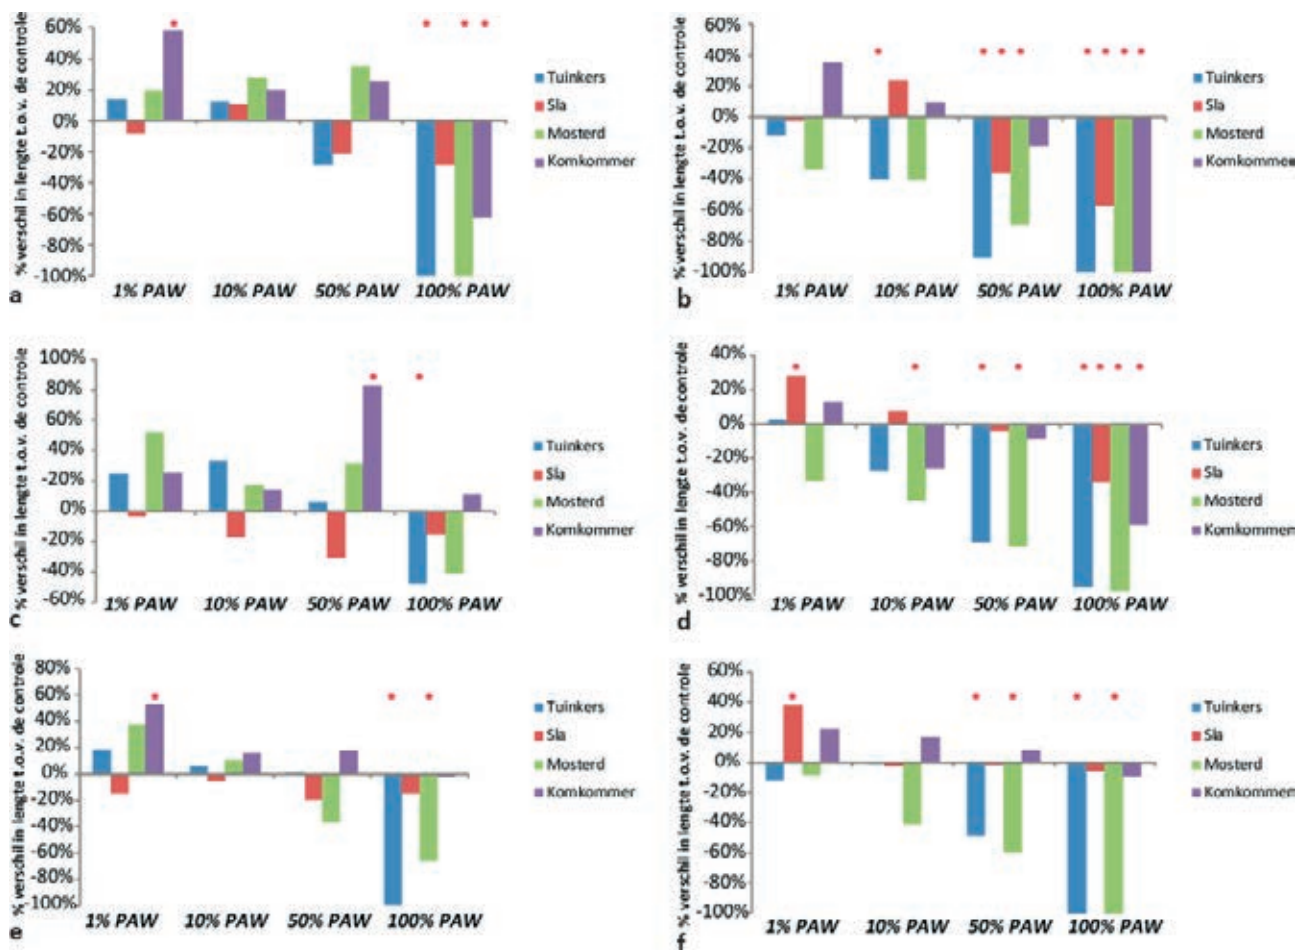 % verschil in lengte t.o.v. de controle
60%
40%
20%
0%
-20%
-40%
-60%
-80%
-100%
1% PAW 10% PAW 50% PAW 100% PAW
* * * *
Tuinkers
Sla
Mosterd
Komkommer
a
% verschil in lengte t.o.v. de controle
60%
40%
20%
0%
-20%
-40%
-60%
-80%
-100%
1% PAW 10% PAW 50% PAW 100% PAW
* * * * * * * *
Tuinkers
Sla
Mosterd
Komkommer
b
% verschil in lengte t.o.v. de controle
100%
80%
60%
40%
20%
0%
-20%
-40%
-60%
1% PAW 10% PAW 50% PAW 100% PAW
* *
Tuinkers
Sla
Mosterd
Komkommer
c
% verschil in lengte t.o.v. de controle
40%
20%
0%
-20%
-40%
-60%
-80%
-100%
1% PAW 10% PAW 50% PAW 100% PAW
* * * * * * * *
Tuinkers
Sla
Mosterd
Komkommer
d
% verschil in lengte t.o.v. de controle
80%
60%
40%
20%
0%
-20%
-40%
-60%
-80%
-100%
1% PAW 10% PAW 50% PAW 100% PAW
* * *
Tuinkers
Sla
Mosterd
Komkommer
e
% verschil in lengte t.o.v. de controle
60%
40%
20%
0%
-20%
-40%
-60%
-80%
-100%
1% PAW 10% PAW 50% PAW 100% PAW
* * * * *
Tuinkers
Sla
Mosterd
Komkommer
f